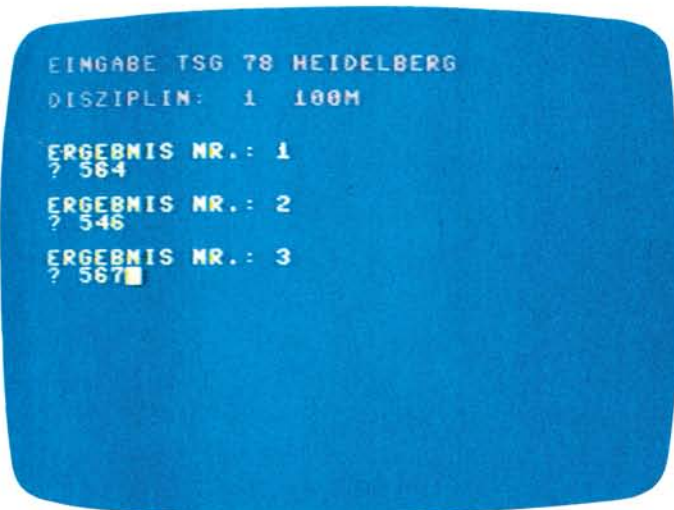 EINGABE TSG 78 HEIDELBERG
DISZIPLIN: 1 100M
ERGEBNIS NR.: 1
? 564
ERGEBNIS NR.: 2
? 546
ERGEBNIS NR.: 3
? 567